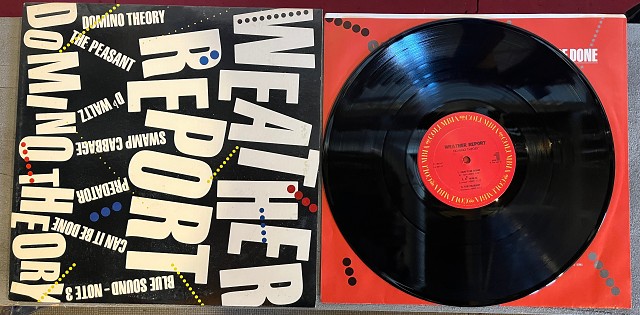 WEATHER
REPORT
DOMINO THEORY
DOMINO THEORY
THE PEASANT
D♭ WALTZ
SWAMP CABBAGE
PREDATOR
CAN IT BE DONE
BLUE SOUND – NOTE 3
DONE
COLUMBIA
WEATHER REPORT